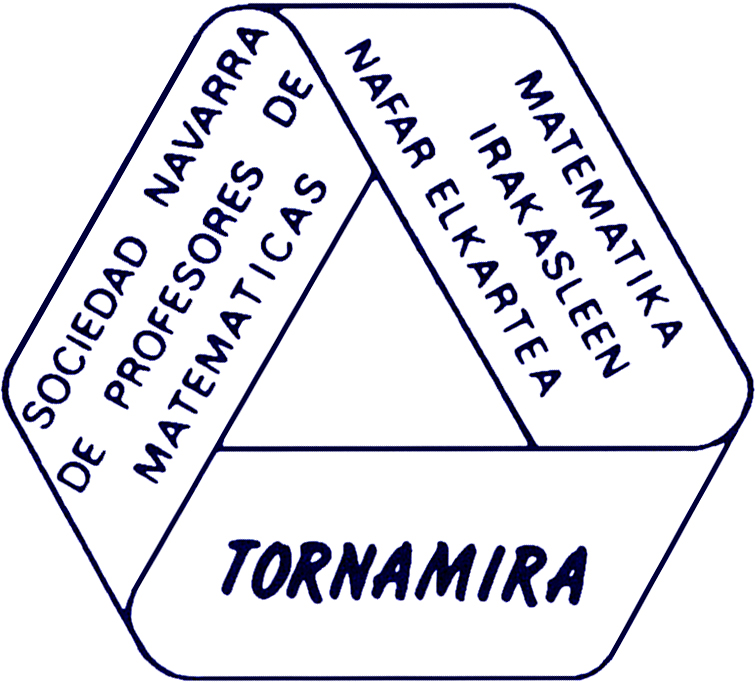 SOCIEDAD NAVARRA
DE PROFESORES DE
MATEMATICAS
MATEMATIKA
IRAKASLEEN
NAFAR ELKARTEA
TORNAMIRA